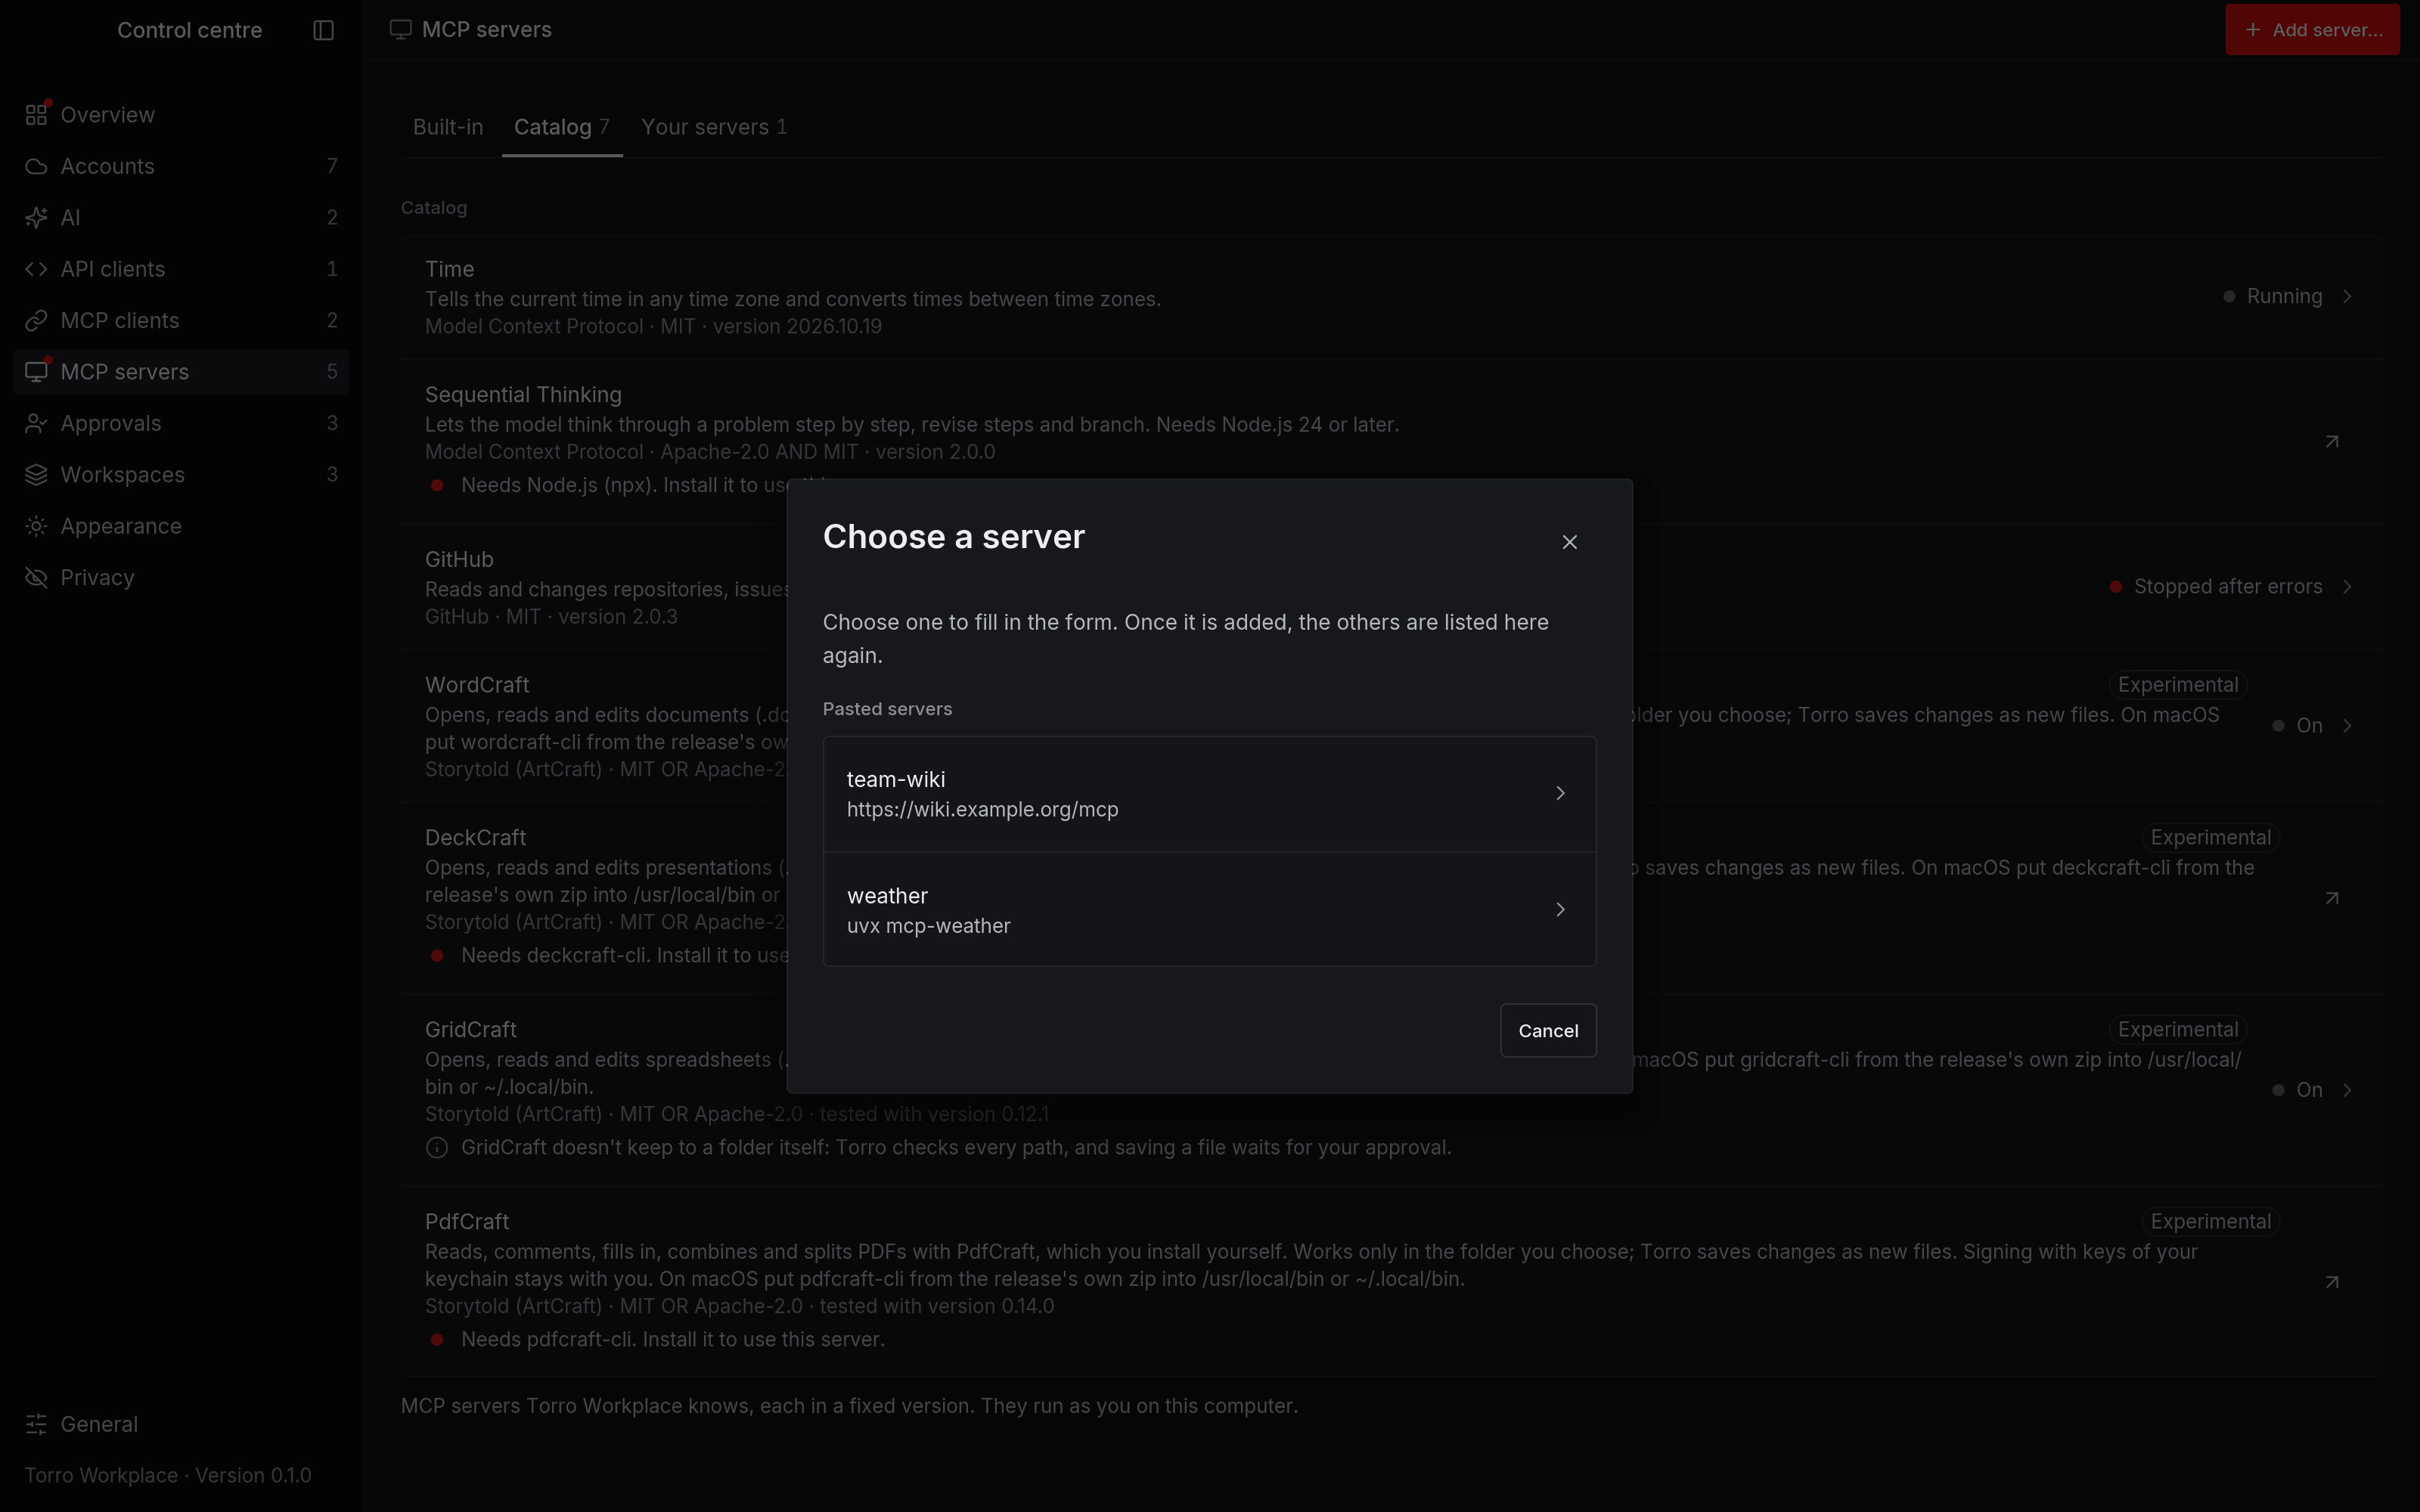 Control centre
MCP servers
Add server...
Overview
Accounts 7
AI 2
API clients 1
MCP clients 2
MCP servers 5
Approvals 3
Workspaces 3
Appearance
Privacy
General
Torro Workplace · Version 0.1.0
Built-in
Catalog 7
Your servers 1
Catalog
Time
Tells the current time in any time zone and converts times between time zones.
Model Context Protocol · MIT · version 2026.10.19
Running
Sequential Thinking
Lets the model think through a problem step by step, revise steps and branch. Needs Node.js 24 or later.
Model Context Protocol · Apache-2.0 AND MIT · version 2.0.0
Needs Node.js (npx). Install it to use
GitHub
Reads and changes repositories, issues
GitHub · MIT · version 2.0.3
Stopped after errors
WordCraft
Experimental
Opens, reads and edits documents you choose; Torro saves changes as new files. On macOS
put wordcraft-cli from the release's
Storytold (ArtCraft) · MIT OR
On
DeckCraft
Experimental
Opens, reads and edits presentations saves changes as new files. On macOS put deckcraft-cli from the
release's own zip into /usr/local/bin or
Storytold (ArtCraft) · MIT OR
Needs deckcraft-cli. Install it to use
GridCraft
Experimental
Opens, reads and edits spreadsheets macOS put gridcraft-cli from the release's own zip into /usr/local/
bin or ~/.local/bin.
Storytold (ArtCraft) · MIT OR Apache-2.0 · tested with version 0.12.1
GridCraft doesn't keep to a folder itself: Torro checks every path, and saving a file waits for your approval.
On
PdfCraft
Experimental
Reads, comments, fills in, combines and splits PDFs with PdfCraft, which you install yourself. Works only in the folder you choose; Torro saves changes as new files. Signing with keys of your
keychain stays with you. On macOS put pdfcraft-cli from the release's own zip into /usr/local/bin or ~/.local/bin.
Storytold (ArtCraft) · MIT OR Apache-2.0 · tested with version 0.14.0
Needs pdfcraft-cli. Install it to use this server.
MCP servers Torro Workplace knows, each in a fixed version. They run as you on this computer.
Choose a server
Choose one to fill in the form. Once it is added, the others are listed here
again.
Pasted servers
team-wiki
https://wiki.example.org/mcp
weather
uvx mcp-weather
Cancel